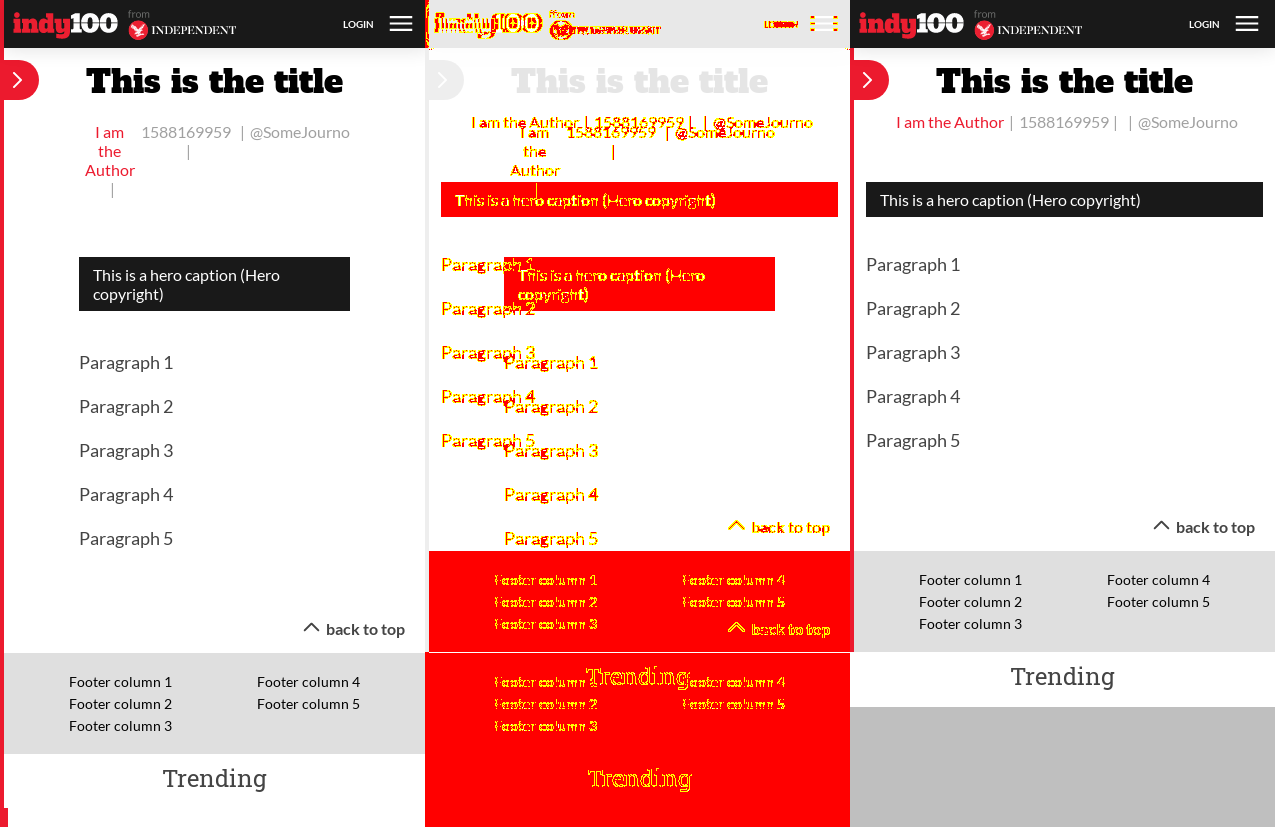 indy100 from INDEPENDENT LOGIN
This is the title
I am the Author | 1588169959 | | @SomeJourno
This is a hero caption (Hero
copyright)
Paragraph 1
Paragraph 2
Paragraph 3
Paragraph 4
Paragraph 5
back to top
Footer column 1 Footer column 4
Footer column 2 Footer column 5
Footer column 3
Trending
indy100 from
This is the title
I am the Author | 1588169959 | | @SomeJourno
I am the Author | 1588169959 | | @SomeJourno
This is a hero caption (Hero copyright)
Paragraph 1
This is a hero caption (Hero
copyright)
Paragraph 2
Paragraph 3
Paragraph 1
Paragraph 4
Paragraph 2
Paragraph 5
Paragraph 3
Paragraph 4
back to top
Paragraph 5
Footer column 1 Footer column 4
Footer column 2 Footer column 5
Footer column 3
back to top
Trending
Footer column 1 Footer column 4
Footer column 2 Footer column 5
Footer column 3
Trending
indy100 from INDEPENDENT LOGIN
This is the title
I am the Author | 1588169959 | | @SomeJourno
This is a hero caption (Hero copyright)
Paragraph 1
Paragraph 2
Paragraph 3
Paragraph 4
Paragraph 5
back to top
Footer column 1 Footer column 4
Footer column 2 Footer column 5
Footer column 3
Trending